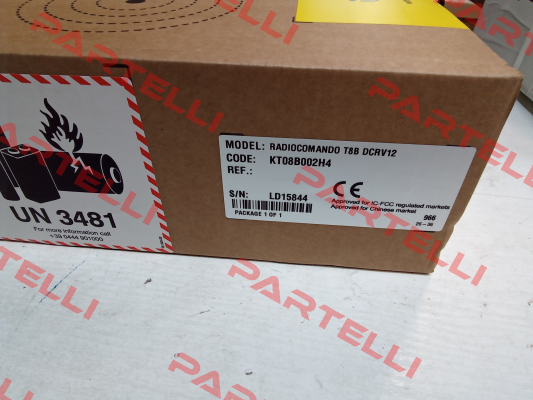 PARTELLI
PARTELLI
PARTELLI
MODEL: RADIOCOMANDO T8B DCRV12
CODE: KT08B002H4
REF.:
S/N: LD15844
CE
Approved for IC-FCC regulated markets
Approved for Chinese market
PACKAGE 1 OF 1
966
UN 3481
For more information call
+39 0444 901000
PARTELLI
PARTELLI
PARTELLI